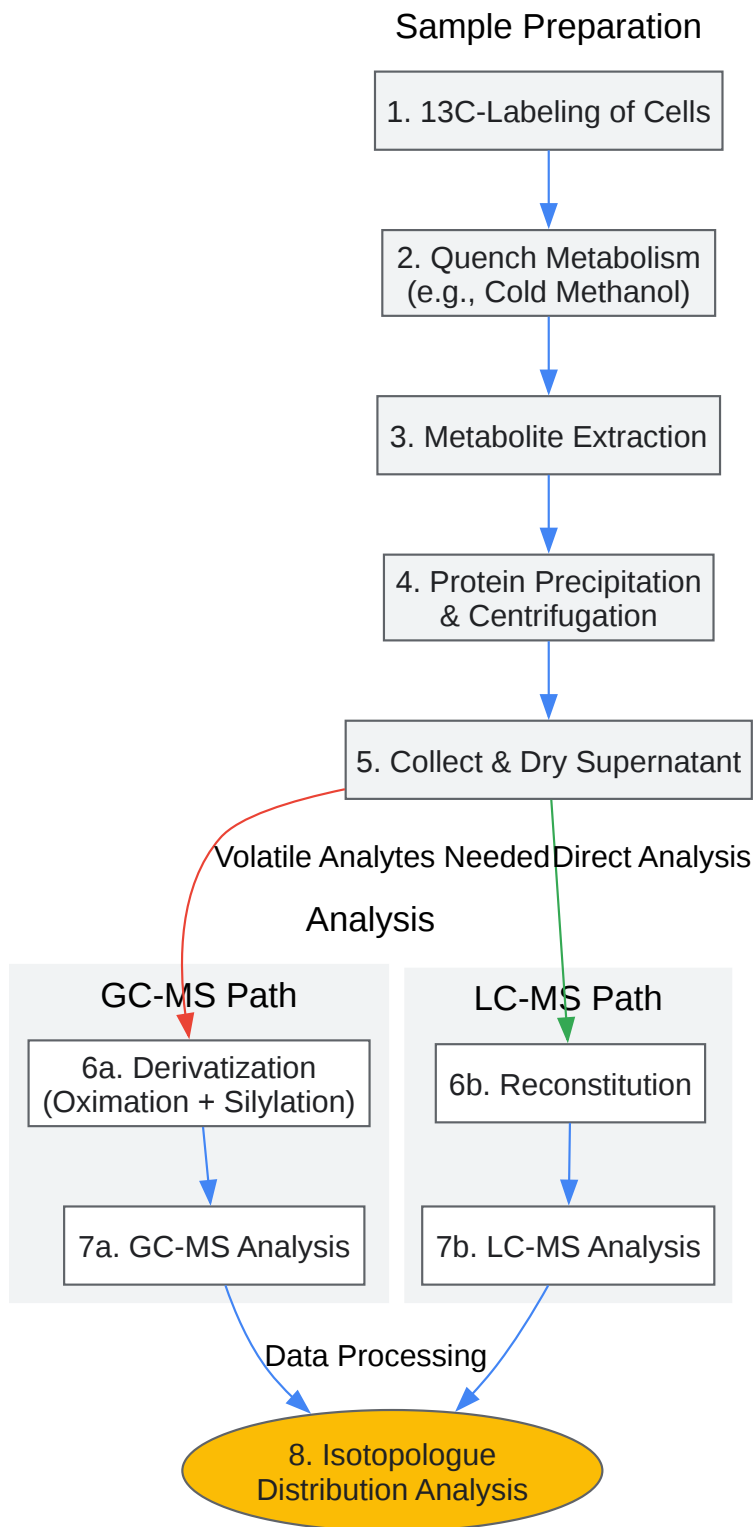 Sample Preparation
1. 13C-Labeling of Cells
2. Quench Metabolism
(e.g., Cold Methanol)
3. Metabolite Extraction
4. Protein Precipitation
& Centrifugation
5. Collect & Dry Supernatant
Volatile Analytes Needed
Direct Analysis
Analysis
GC-MS Path
LC-MS Path
6a. Derivatization
(Oximation + Silylation)
6b. Reconstitution
7a. GC-MS Analysis
7b. LC-MS Analysis
Data Processing
8. Isotopologue
Distribution Analysis